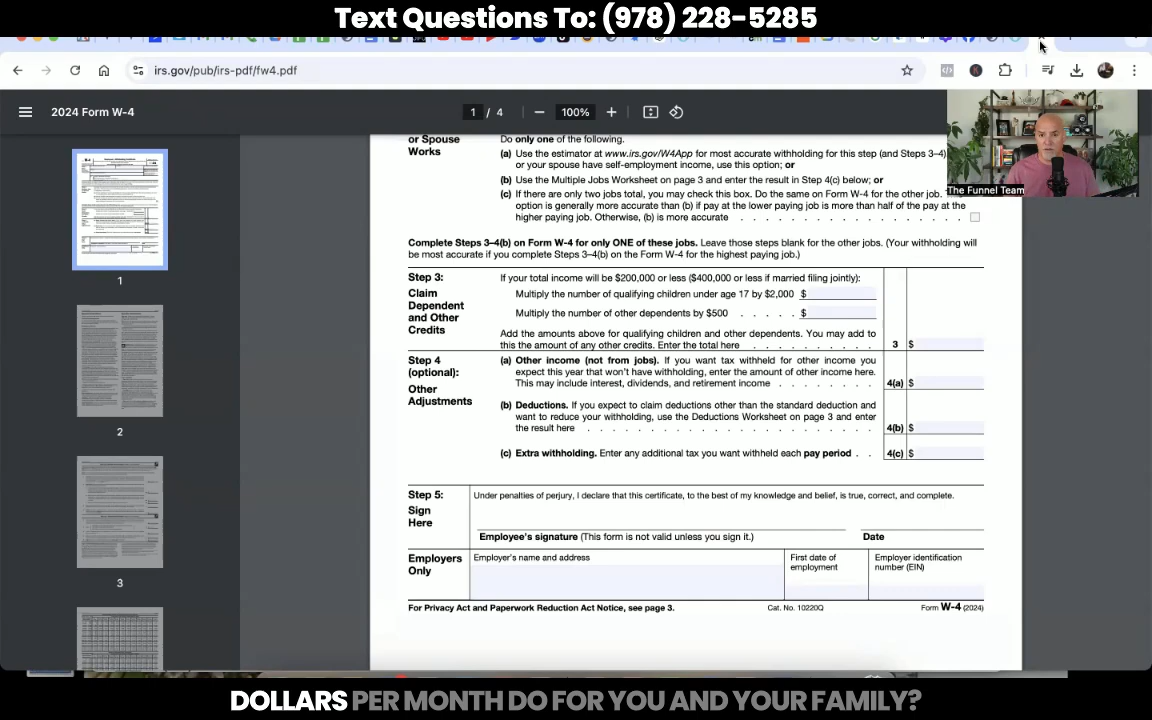 Text Questions To: (978) 228-5285
irs.gov/pub/irs-pdf/fw4.pdf
2024 Form W-4
1 / 4
100%
The Funnel Team
1
2
3
or Spouse
Works
Do only one of the following.
(a) Use the estimator at www.irs.gov/W4App for most accurate withholding for this step (and Steps 3–4)
or your spouse have self-employment income, use this option; or
(b) Use the Multiple Jobs Worksheet on page 3 and enter the result in Step 4(c) below; or
(c) If there are only two jobs total, you may check this box. Do the same on Form W-4 for the other job.
option is generally more accurate than (b) if pay at the lower paying job is more than half of the pay at the
higher paying job. Otherwise, (b) is more accurate . . . . . . . . . . . . . . . . .
Complete Steps 3–4(b) on Form W-4 for only ONE of these jobs. Leave those steps blank for the other jobs. (Your withholding will
be most accurate if you complete Steps 3–4(b) on the Form W-4 for the highest paying job.)
Step 3:
Claim
Dependent
and Other
Credits
If your total income will be $200,000 or less ($400,000 or less if married filing jointly):
Multiply the number of qualifying children under age 17 by $2,000 $
Multiply the number of other dependents by $500 . . . . . $
Add the amounts above for qualifying children and other dependents. You may add to
this the amount of any other credits. Enter the total here . . . . . . . . . . 3 $
Step 4
(optional):
Other
Adjustments
(a) Other income (not from jobs). If you want tax withheld for other income you
expect this year that won't have withholding, enter the amount of other income here.
This may include interest, dividends, and retirement income . . . . . . . . 4(a) $
(b) Deductions. If you expect to claim deductions other than the standard deduction and
want to reduce your withholding, use the Deductions Worksheet on page 3 and enter
the result here . . . . . . . . . . . . . . . . . . . . . 4(b) $
(c) Extra withholding. Enter any additional tax you want withheld each pay period . . 4(c) $
Step 5:
Sign
Here
Under penalties of perjury, I declare that this certificate, to the best of my knowledge and belief, is true, correct, and complete.
Employee's signature (This form is not valid unless you sign it.) Date
Employers
Only
Employer's name and address
First date of
employment
Employer identification
number (EIN)
For Privacy Act and Paperwork Reduction Act Notice, see page 3. Cat. No. 10220Q Form W-4 (2024)
DOLLARS PER MONTH DO FOR YOU AND YOUR FAMILY?